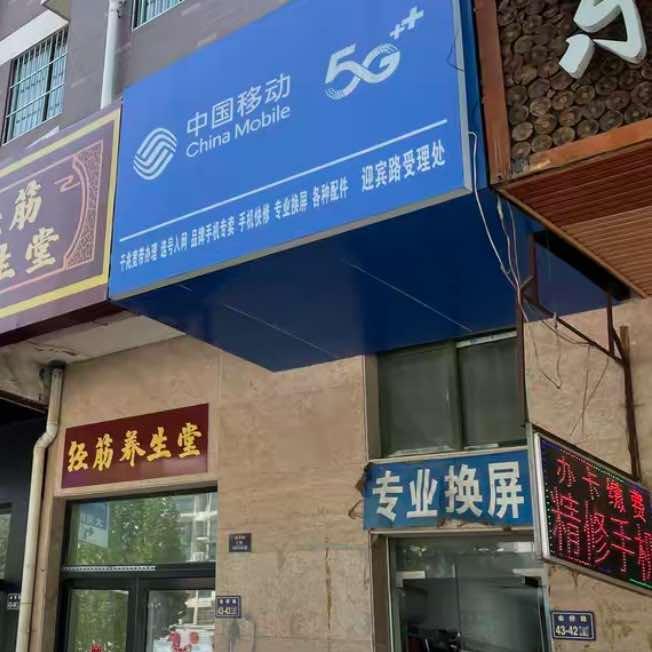 中国移动
China Mobile
5G++
千兆宽带办理 选号入网 品牌手机专卖 手机快修 专业换屏 各种配件 迎宾路受理处
筋
生堂
经筋养生堂
专业换屏
办卡缴费
精修手机
43-42